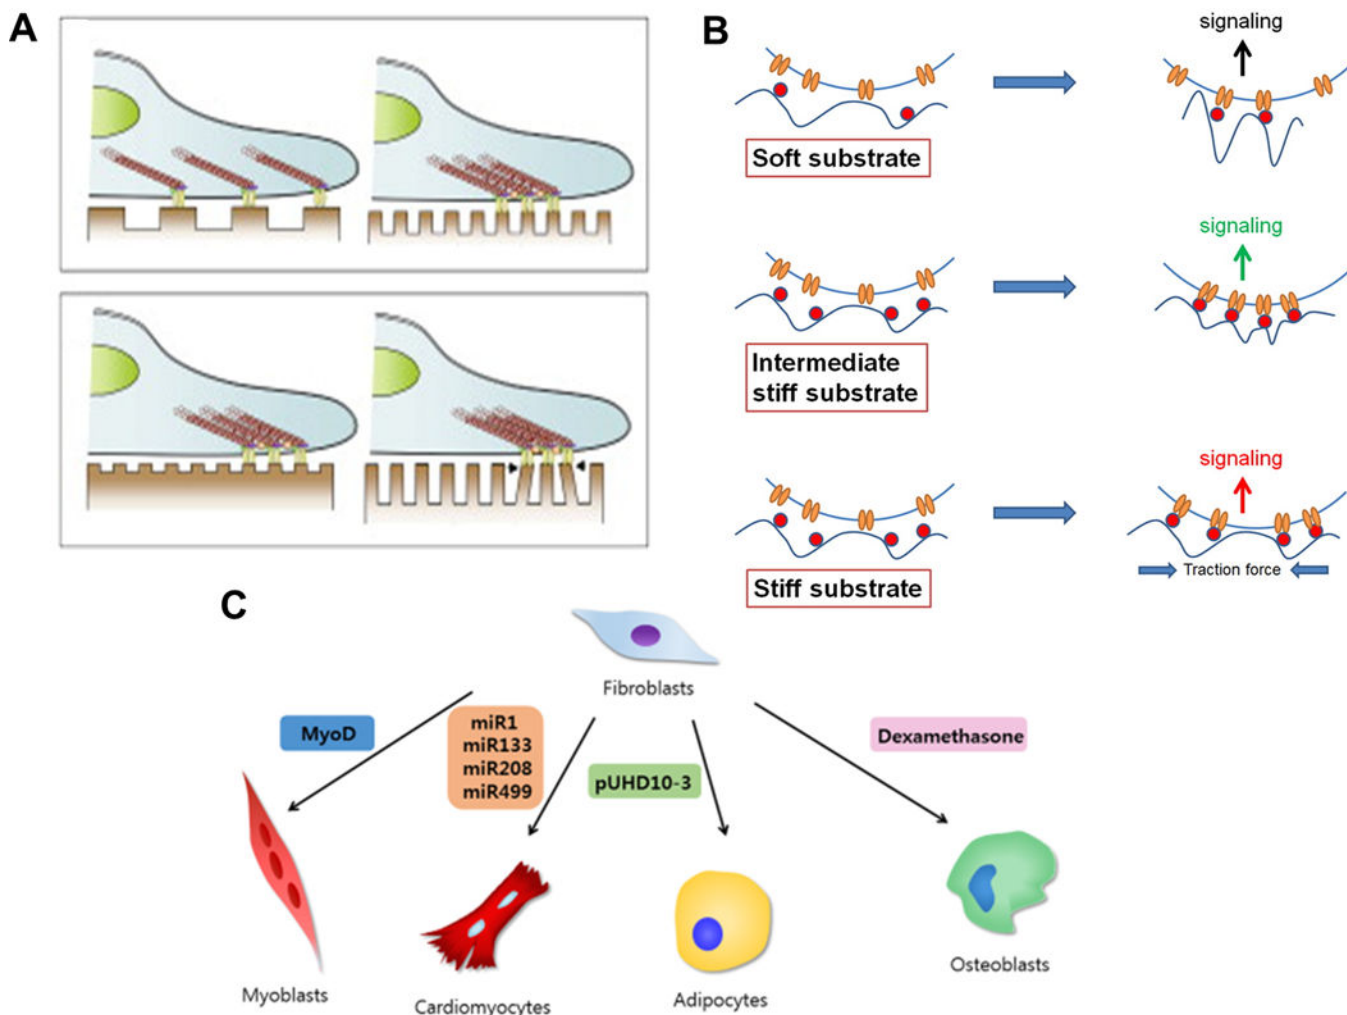 A
B
signaling
Soft substrate
signaling
Intermediate
stiff substrate
signaling
Stiff substrate
Traction force
C
Fibroblasts
MyoD
miR1
miR133
miR208
miR499
pUHD10-3
Dexamethasone
Myoblasts
Cardiomyocytes
Adipocytes
Osteoblasts